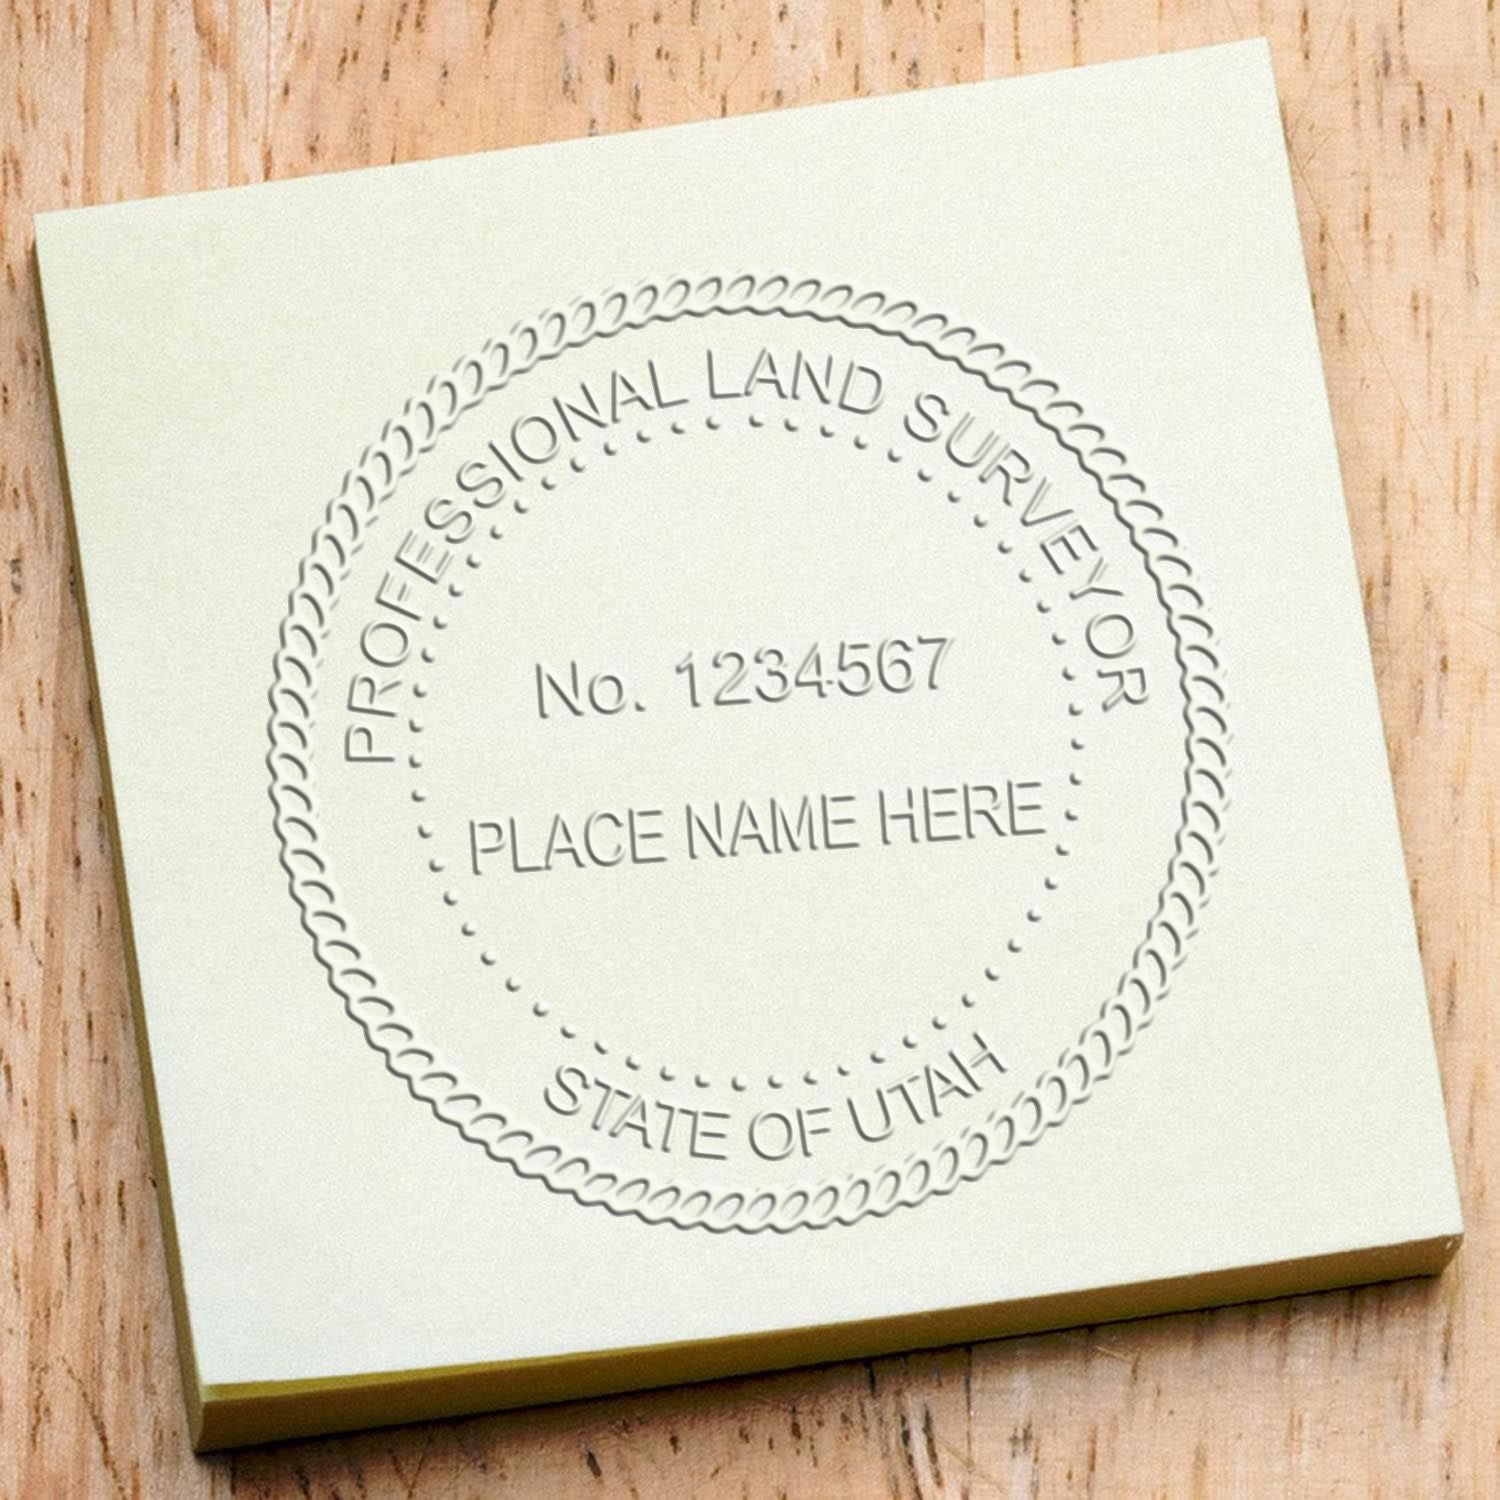 PROFESSIONAL LAND SURVEYOR
No. 1234567
PLACE NAME HERE
STATE OF UTAH